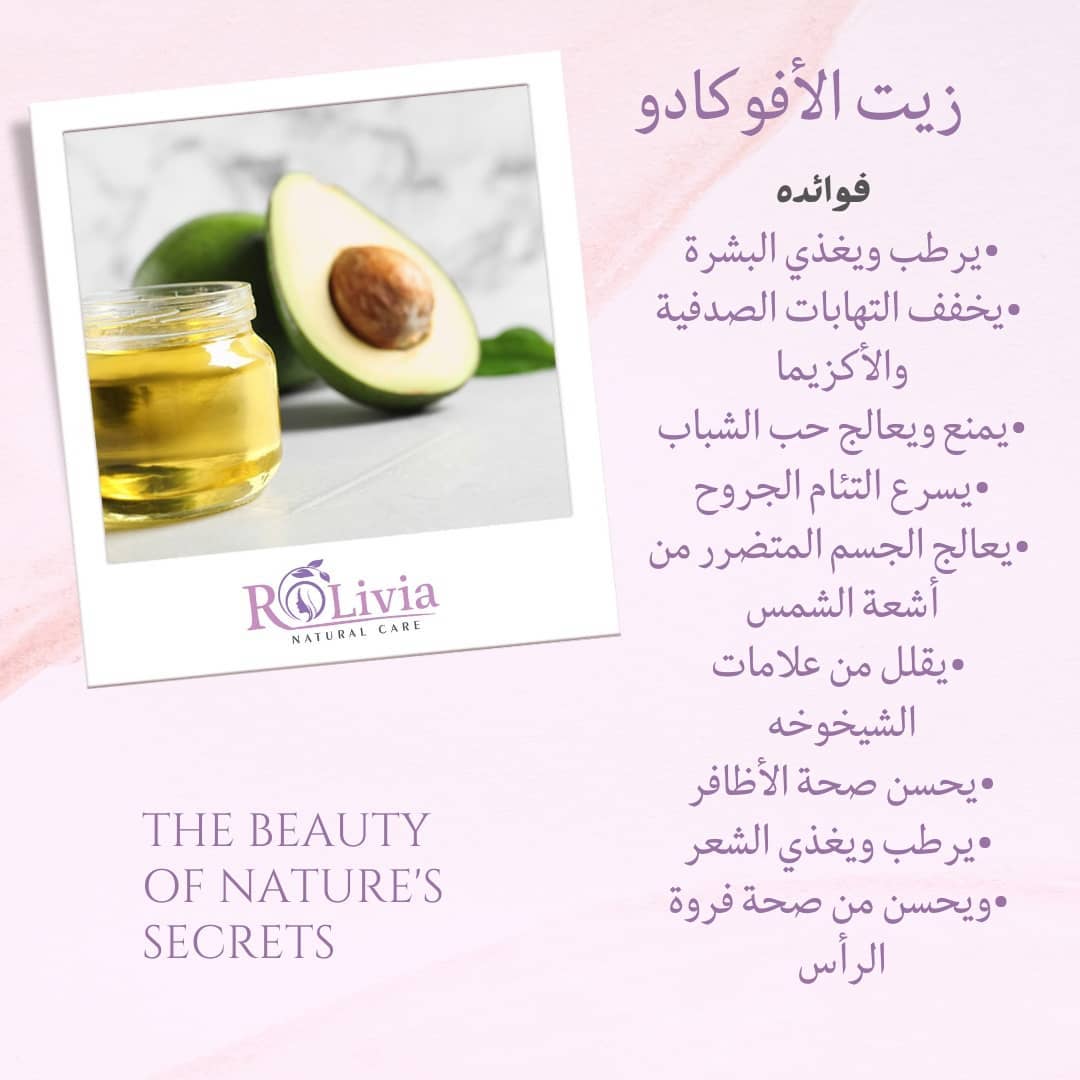 زيت الأفوكادو
فوائده
•يرطب ويغذي البشرة
•يخفف التهابات الصدفية
والأكزيما
•يمنع ويعالج حب الشباب
•يسرع التئام الجروح
•يعالج الجسم المتضرر من
أشعة الشمس
•يقلل من علامات
الشيخوخه
•يحسن صحة الأظافر
•يرطب ويغذي الشعر
•ويحسن من صحة فروة
الرأس
ROLivia
NATURAL CARE
THE BEAUTY
OF NATURE'S
SECRETS